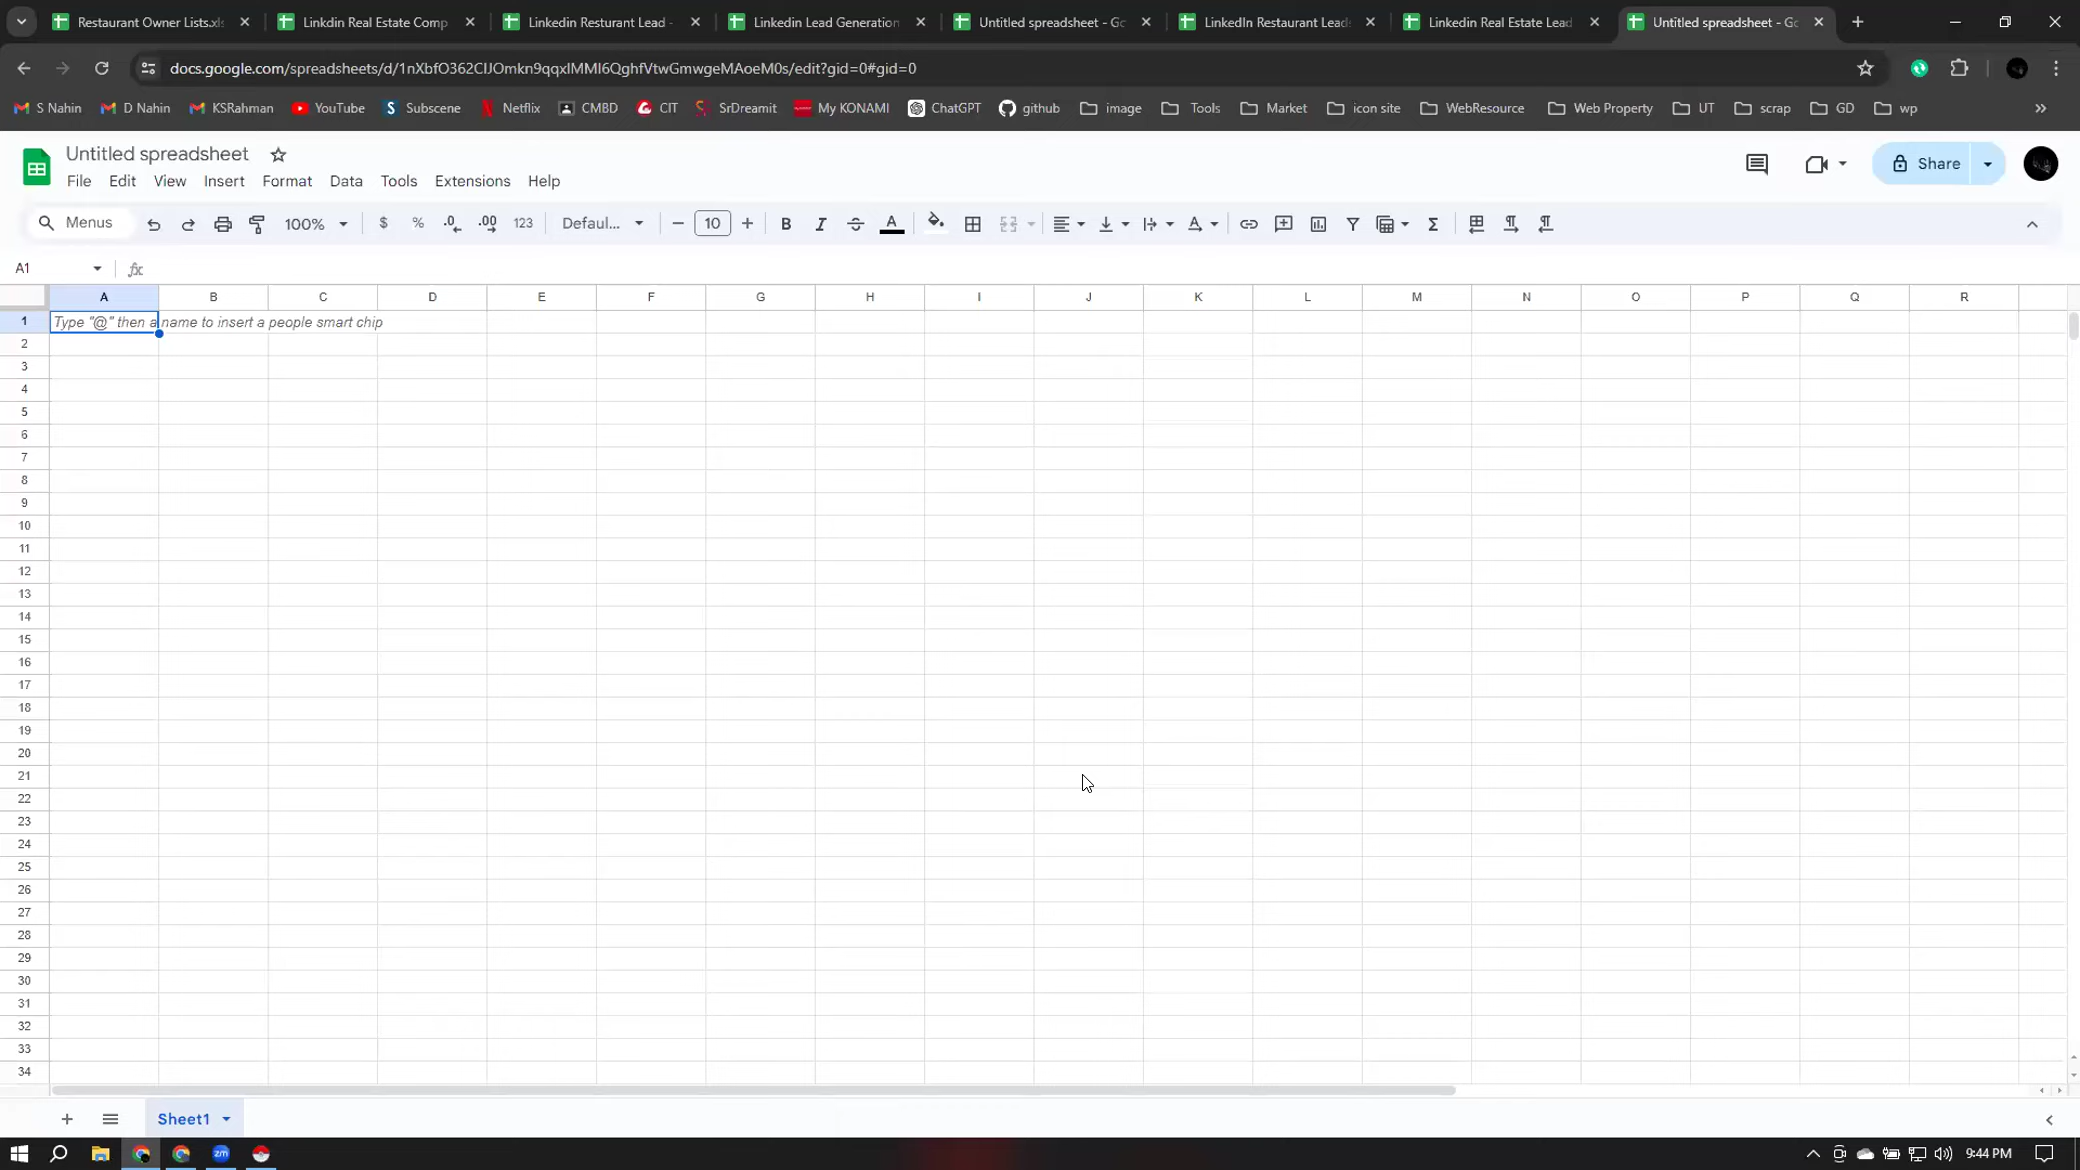 Restaurant Owner Lists.xls
Linkdin Real Estate Comp
Linkedin Resturant Lead -
Linkedin Lead Generation
Untitled spreadsheet - Go
LinkedIn Restaurant Leads
Linkedin Real Estate Lead
Untitled spreadsheet - Go
docs.google.com/spreadsheets/d/1nXbfO362CIJOmkn9qqxIMMI6QghfVtwGmwgeMAoeM0s/edit?gid=0#gid=0
S Nahin D Nahin KSRahman YouTube Subscene Netflix CMBD CIT SrDreamit My KONAMI ChatGPT github image Tools Market icon site WebResource Web Property UT scrap GD wp
Untitled spreadsheet
Share
File Edit View Insert Format Data Tools Extensions Help
Menus 100% $ % .0 .00 123 Defaul... 10 B I A
A1 fx
A B C D E F G H I J K L M N O P Q R
1 Type "@" then a name to insert a people smart chip
2
3
4
5
6
7
8
9
10
11
12
13
14
15
16
17
18
19
20
21
22
23
24
25
26
27
28
29
30
31
32
33
34
Sheet1
zm
9:44 PM